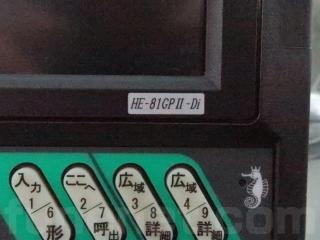 HE-81GPII-Di
入力 ここへ 広域 広域
1/6 2/7 3/8 4/9
形 呼出 詳細 詳細